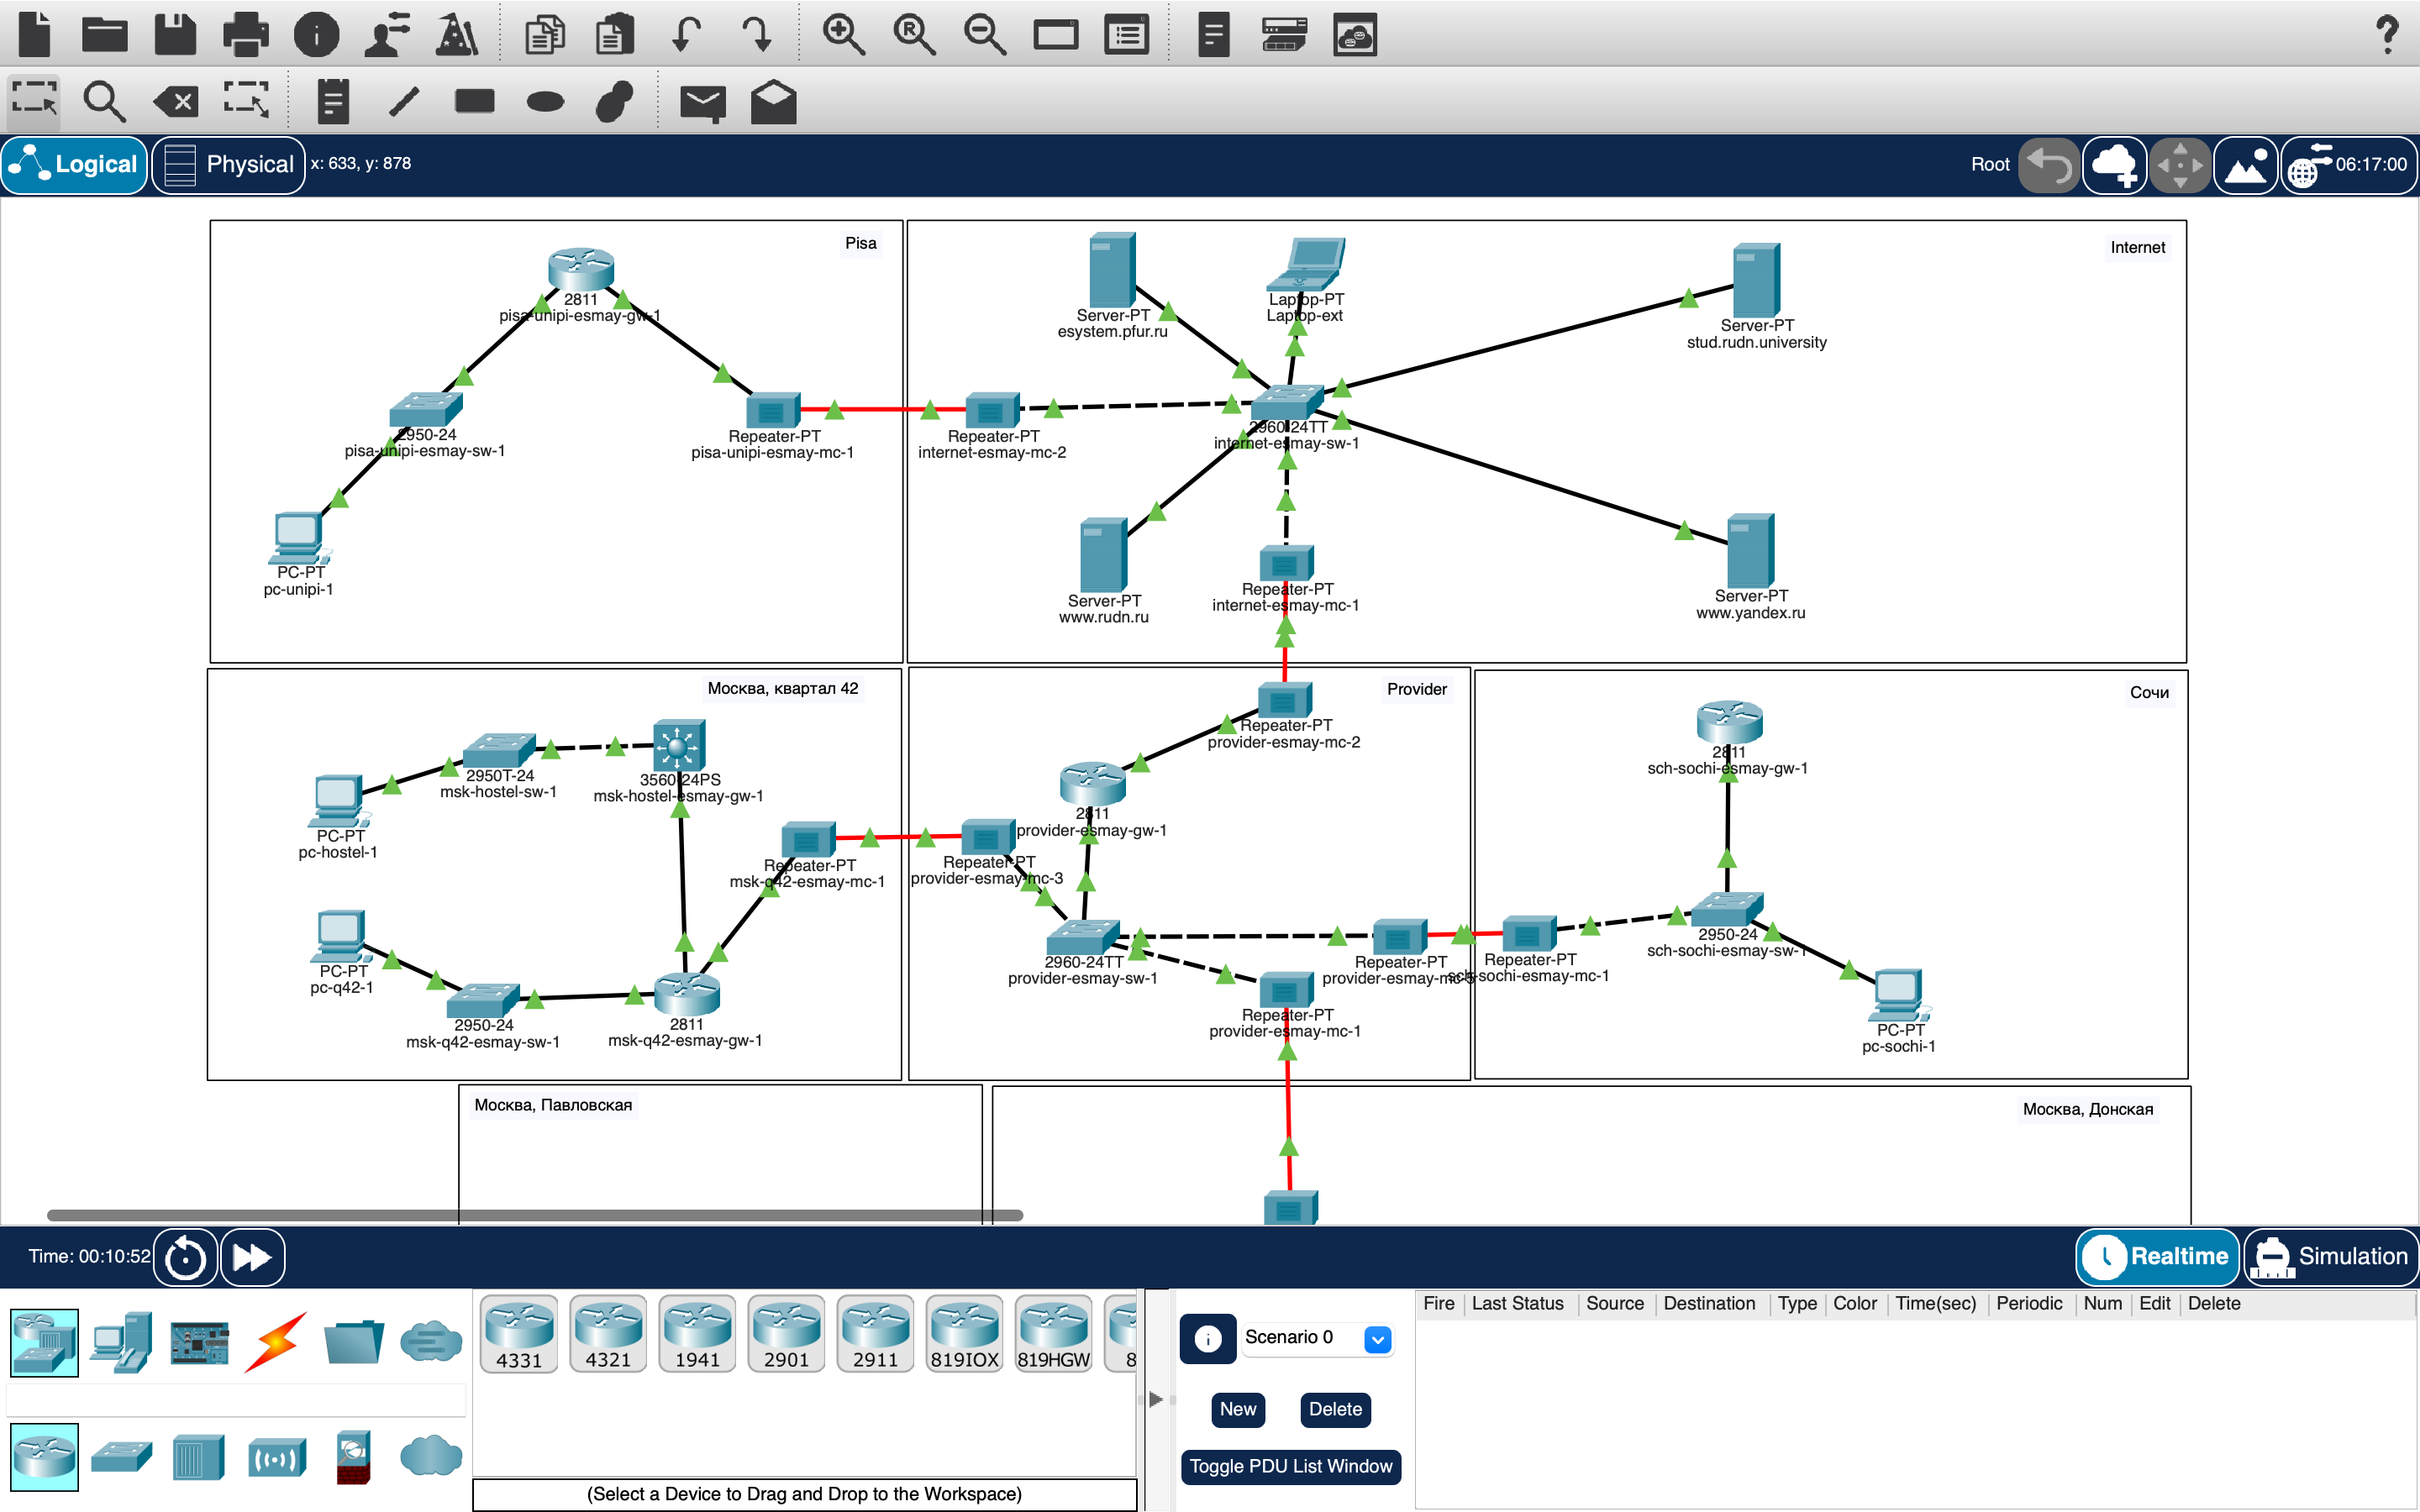 Logical
Physical
x: 633, y: 878
Root
06:17:00
Pisa
2811
pisa-unipi-esmay-gw-1
2950-24
pisa-unipi-esmay-sw-1
Repeater-PT
pisa-unipi-esmay-mc-1
PC-PT
pc-unipi-1
Internet
Server-PT
esystem.pfur.ru
Laptop-PT
Laptop-ext
Server-PT
stud.rudn.university
Repeater-PT
internet-esmay-mc-2
2960-24TT
internet-esmay-sw-1
Server-PT
www.rudn.ru
Repeater-PT
internet-esmay-mc-1
Server-PT
www.yandex.ru
Москва, квартал 42
2950T-24
msk-hostel-sw-1
3560-24PS
msk-hostel-esmay-gw-1
PC-PT
pc-hostel-1
Repeater-PT
msk-q42-esmay-mc-1
PC-PT
pc-q42-1
2950-24
msk-q42-esmay-sw-1
2811
msk-q42-esmay-gw-1
Provider
Repeater-PT
provider-esmay-mc-2
2811
provider-esmay-gw-1
Repeater-PT
provider-esmay-mc-3
2960-24TT
provider-esmay-sw-1
Repeater-PT
Repeater-PT
provider-esmay-mc-1
Сочи
2811
sch-sochi-esmay-gw-1
Repeater-PT
sch-sochi-esmay-mc-1
2950-24
sch-sochi-esmay-sw-1
PC-PT
pc-sochi-1
Москва, Павловская
Москва, Донская
Time: 00:10:52
Realtime
Simulation
4331
4321
1941
2901
2911
819IOX
819HGW
8
(Select a Device to Drag and Drop to the Workspace)
Scenario 0
New
Delete
Toggle PDU List Window
Fire Last Status Source Destination Type Color Time(sec) Periodic Num Edit Delete